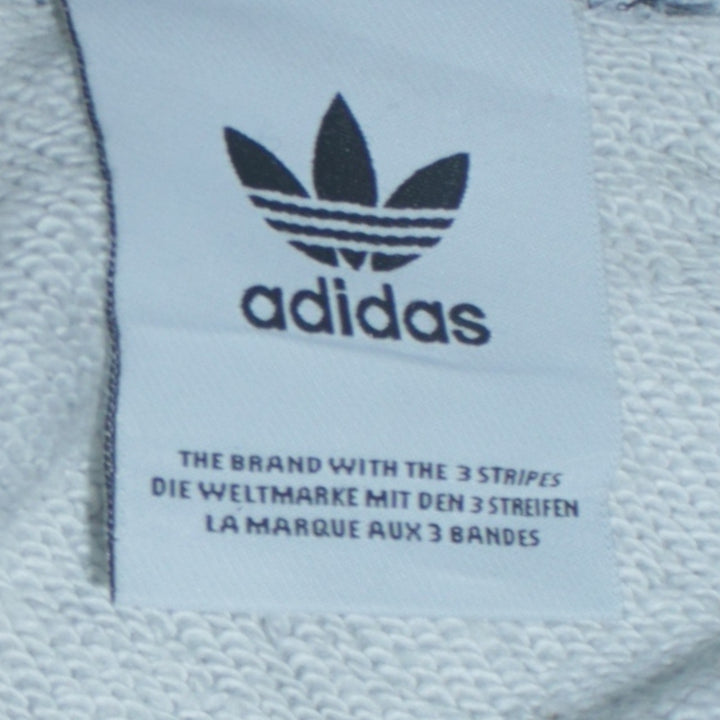 adidas
THE BRAND WITH THE 3 STRIPES
DIE WELTMARKE MIT DEN 3 STREIFEN
LA MARQUE AUX 3 BANDES